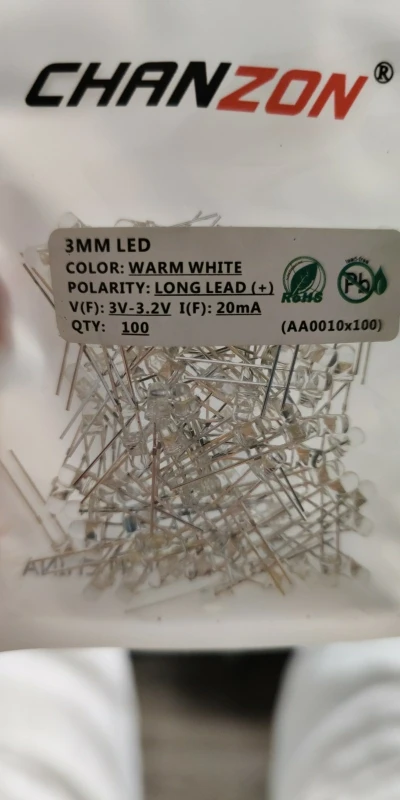 CHANZON®
3MM LED
COLOR: WARM WHITE
POLARITY: LONG LEAD (+)
V(F): 3V-3.2V I(F): 20mA
QTY: 100
(AA0010x100)
RoHS
Pb